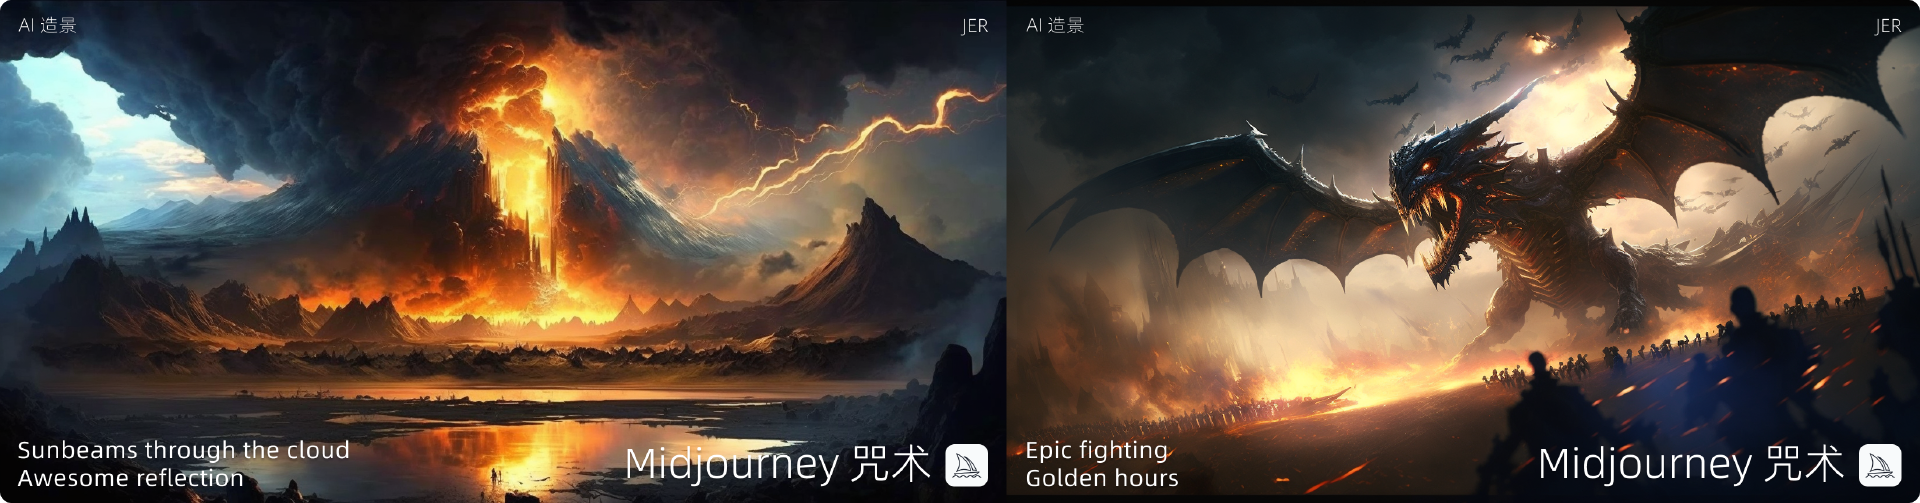 AI 造景
JER
Sunbeams through the cloud
Awesome reflection
Midjourney 咒术
AI 造景
JER
Epic fighting
Golden hours
Midjourney 咒术